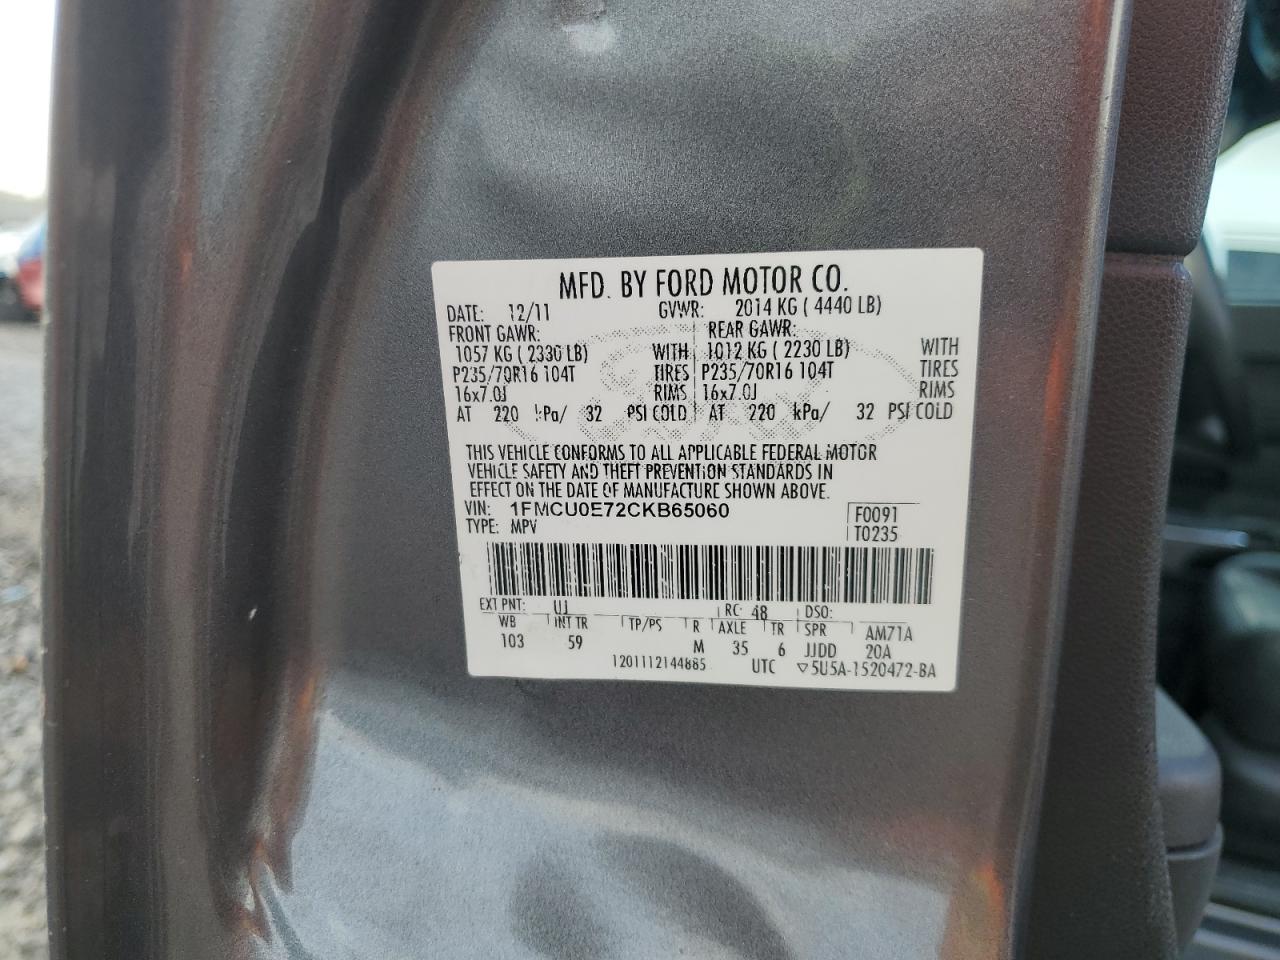 MFD. BY FORD MOTOR CO.
DATE: 12/11 GVWR: 2014 KG ( 4440 LB)
FRONT GAWR: REAR GAWR:
1057 KG ( 2330 LB) WITH 1012 KG ( 2230 LB) WITH
P235/70R16 104T TIRES P235/70R16 104T TIRES
16x7.0J RIMS 16x7.0J RIMS
AT 220 kPa/ 32 PSI COLD AT 220 kPa/ 32 PSI COLD
THIS VEHICLE CONFORMS TO ALL APPLICABLE FEDERAL MOTOR
VEHICLE SAFETY AND THEFT PREVENTION STANDARDS IN
EFFECT ON THE DATE OF MANUFACTURE SHOWN ABOVE.
VIN: 1FMCU0E72CKB65060 F0091
TYPE: MPV T0235
EXT PNT: UJ RC: 48 DSO:
WB INT TR TP/PS R AXLE TR SPR AM71A
103 59 M 35 6 JJDD 20A
1201112144885 UTC ▽5U5A-1520472-BA